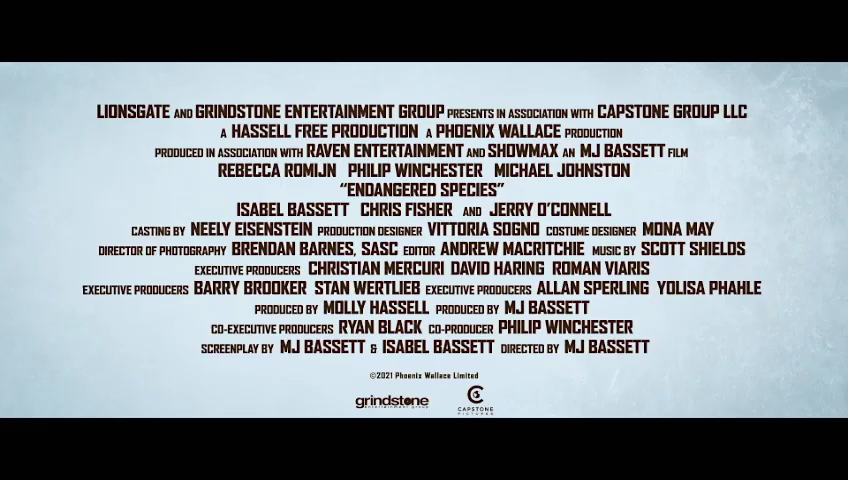 LIONSGATE AND GRINDSTONE ENTERTAINMENT GROUP PRESENTS IN ASSOCIATION WITH CAPSTONE GROUP LLC
A HASSELL FREE PRODUCTION A PHOENIX WALLACE PRODUCTION
PRODUCED IN ASSOCIATION WITH RAVEN ENTERTAINMENT AND SHOWMAX AN MJ BASSETT FILM
REBECCA ROMIJN PHILIP WINCHESTER MICHAEL JOHNSTON
“ENDANGERED SPECIES”
ISABEL BASSETT CHRIS FISHER AND JERRY O’CONNELL
CASTING BY NEELY EISENSTEIN PRODUCTION DESIGNER VITTORIA SOGNO COSTUME DESIGNER MONA MAY
DIRECTOR OF PHOTOGRAPHY BRENDAN BARNES, SASC EDITOR ANDREW MACRITCHIE MUSIC BY SCOTT SHIELDS
EXECUTIVE PRODUCERS CHRISTIAN MERCURI DAVID HARING ROMAN VIARIS
EXECUTIVE PRODUCERS BARRY BROOKER STAN WERTLIEB EXECUTIVE PRODUCERS ALLAN SPERLING YOLISA PHAHLE
PRODUCED BY MOLLY HASSELL PRODUCED BY MJ BASSETT
CO-EXECUTIVE PRODUCERS RYAN BLACK CO-PRODUCER PHILIP WINCHESTER
SCREENPLAY BY MJ BASSETT & ISABEL BASSETT DIRECTED BY MJ BASSETT
©2021 Phoenix Wallace Limited
grindstone
entertainment group
CAPSTONE
PICTURES